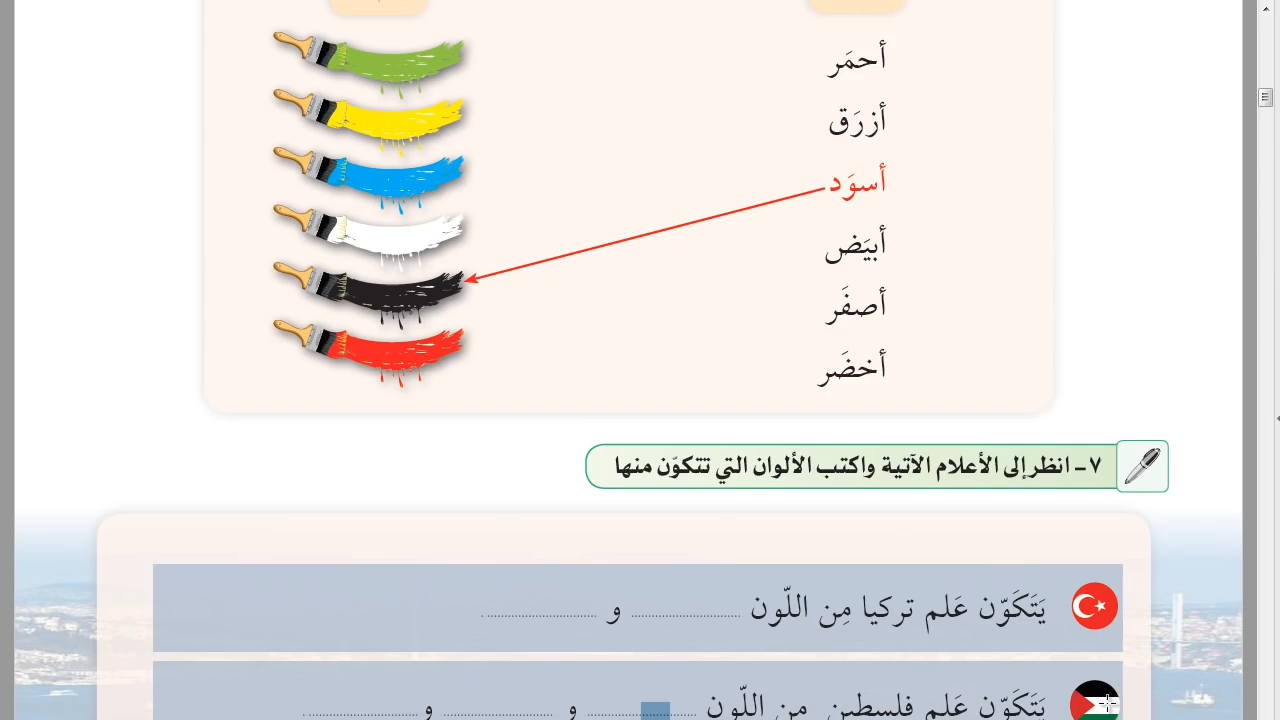 أحمَر
أزرَق
أسوَد
أبيَض
أصفَر
أخضَر
٧- انظر إلى الأعلام الآتية واكتب الألوان التي تتكوّن منها
يَتَكَوّن عَلم تركيا مِن اللّون .............................. و .............................. .
يَتَكَوّن عَلم فلسطين مِن اللّون .............................. و .............................. و .............................. .